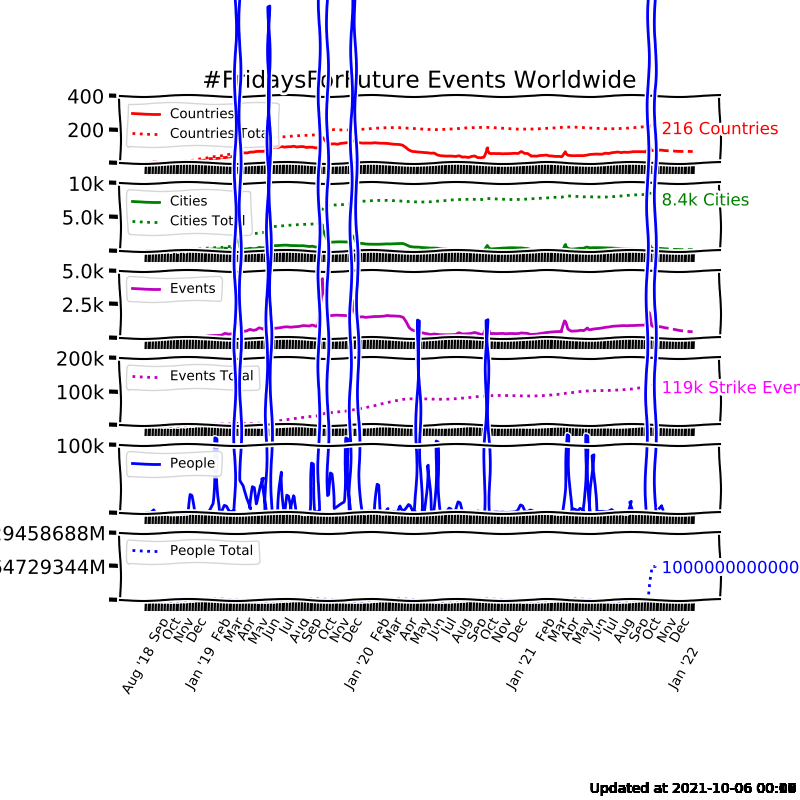 #FridaysForFuture Events Worldwide
400
200
Countries
Countries Total
216 Countries
10k
5.0k
Cities
Cities Total
8.4k Cities
5.0k
2.5k
Events
200k
100k
Events Total
119k Strike Even
100k
People
29458688M
64729344M
People Total
1000000000000
Aug '18
Sep
Oct
Nov
Dec
Jan '19
Feb
Mar
Apr
May
Jun
Jul
Aug
Sep
Oct
Nov
Dec
Jan '20
Feb
Mar
Apr
May
Jun
Jul
Aug
Sep
Oct
Nov
Dec
Jan '21
Feb
Mar
Apr
May
Jun
Jul
Aug
Sep
Oct
Nov
Dec
Jan '22
Updated at 2021-10-06